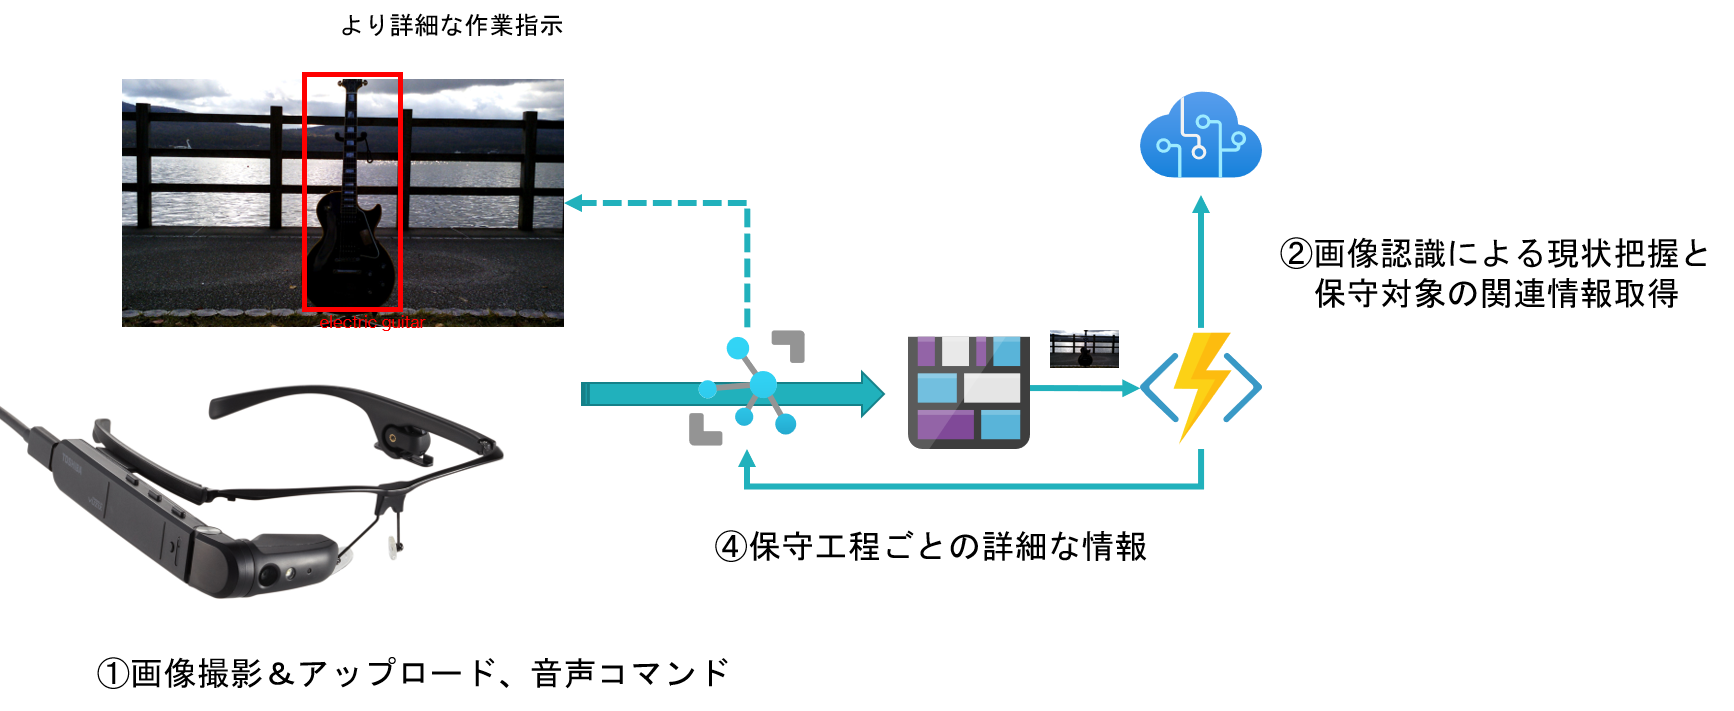 より詳細な作業指示
electric guitar
TOSHIBA
②画像認識による現状把握と
保守対象の関連情報取得
④保守工程ごとの詳細な情報
①画像撮影＆アップロード、音声コマンド